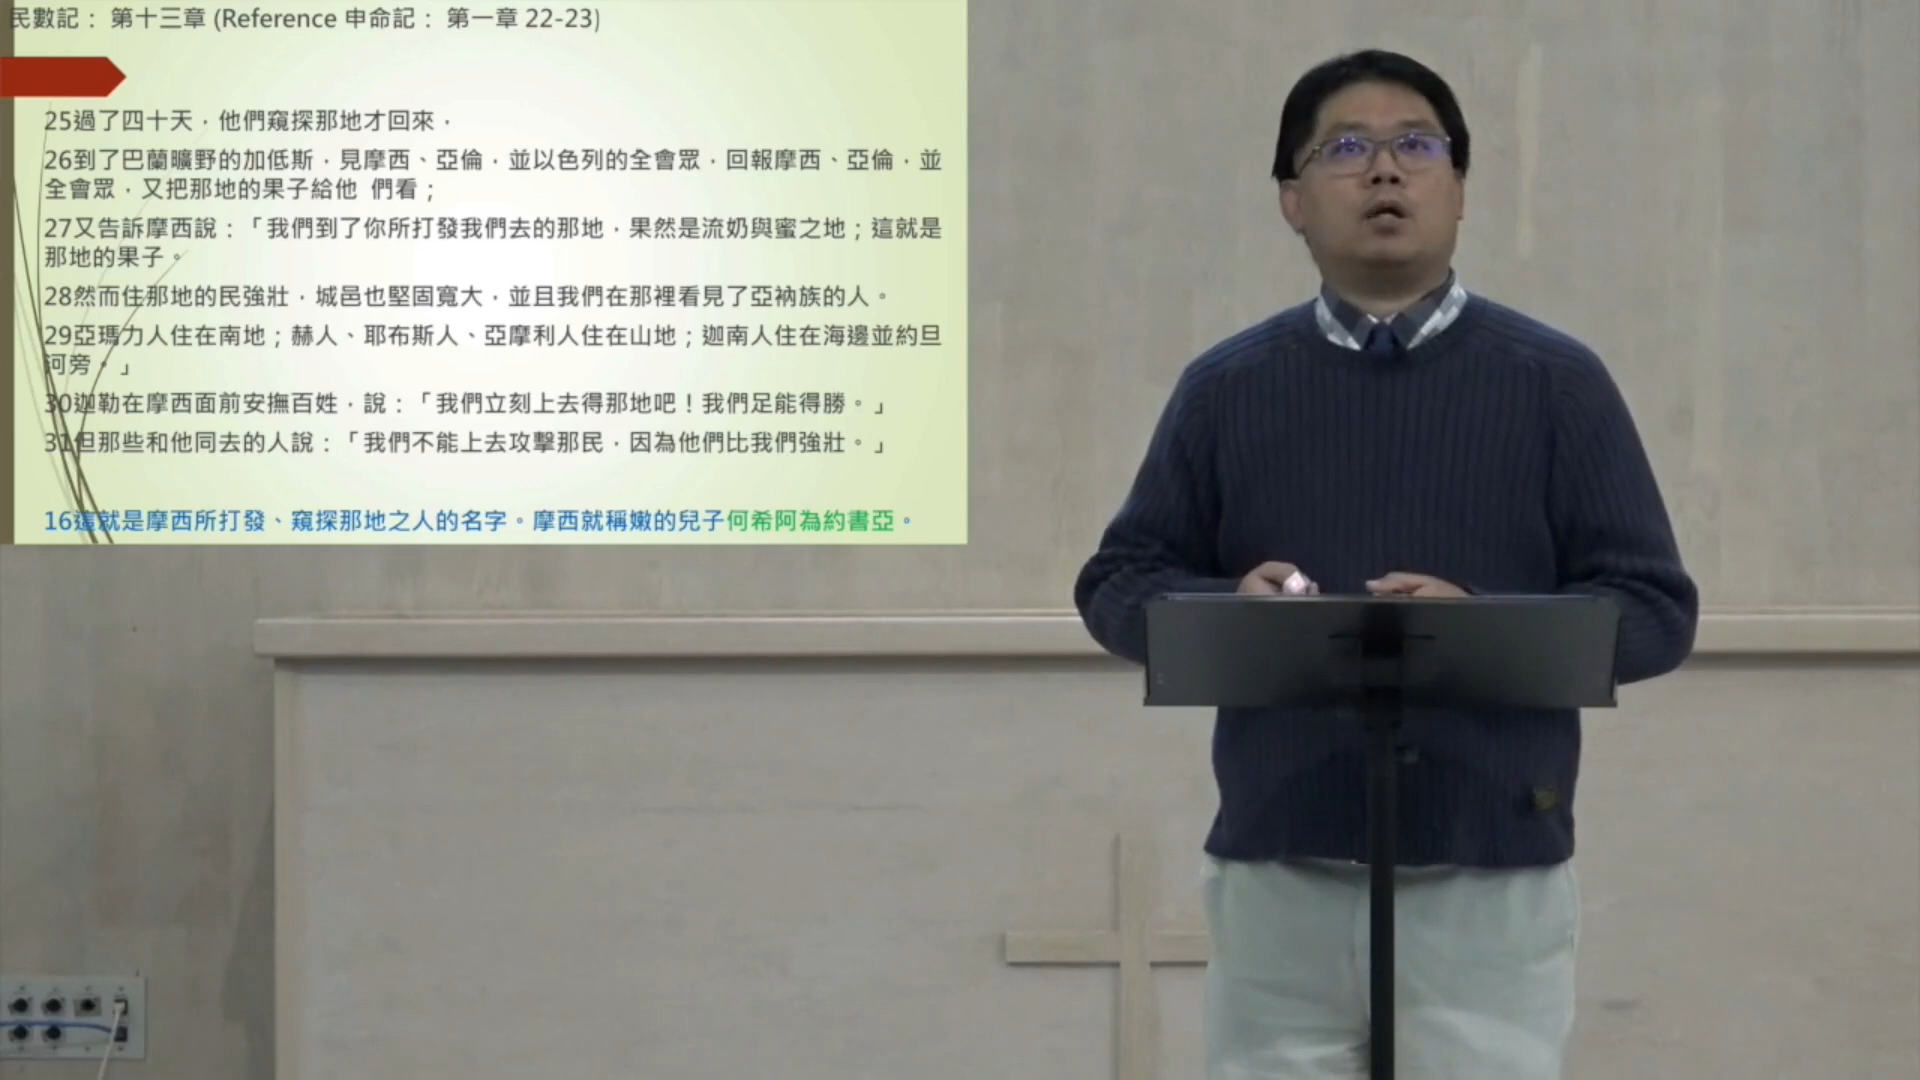 民數記： 第十三章 (Reference 申命記： 第一章 22-23)
25過了四十天，他們窺探那地才回來，
26到了巴蘭曠野的加低斯，見摩西、亞倫，並以色列的全會眾，回報摩西、亞倫，並
全會眾，又把那地的果子給他 們看；
27又告訴摩西說：「我們到了你所打發我們去的那地，果然是流奶與蜜之地；這就是
那地的果子。
28然而住那地的民強壯，城邑也堅固寬大，並且我們在那裡看見了亞衲族的人。
29亞瑪力人住在南地；赫人、耶布斯人、亞摩利人住在山地；迦南人住在海邊並約旦
河旁。」
30迦勒在摩西面前安撫百姓，說：「我們立刻上去得那地吧！我們足能得勝。」
31但那些和他同去的人說：「我們不能上去攻擊那民，因為他們比我們強壯。」
16這就是摩西所打發、窺探那地之人的名字。摩西就稱嫩的兒子何希阿為約書亞。